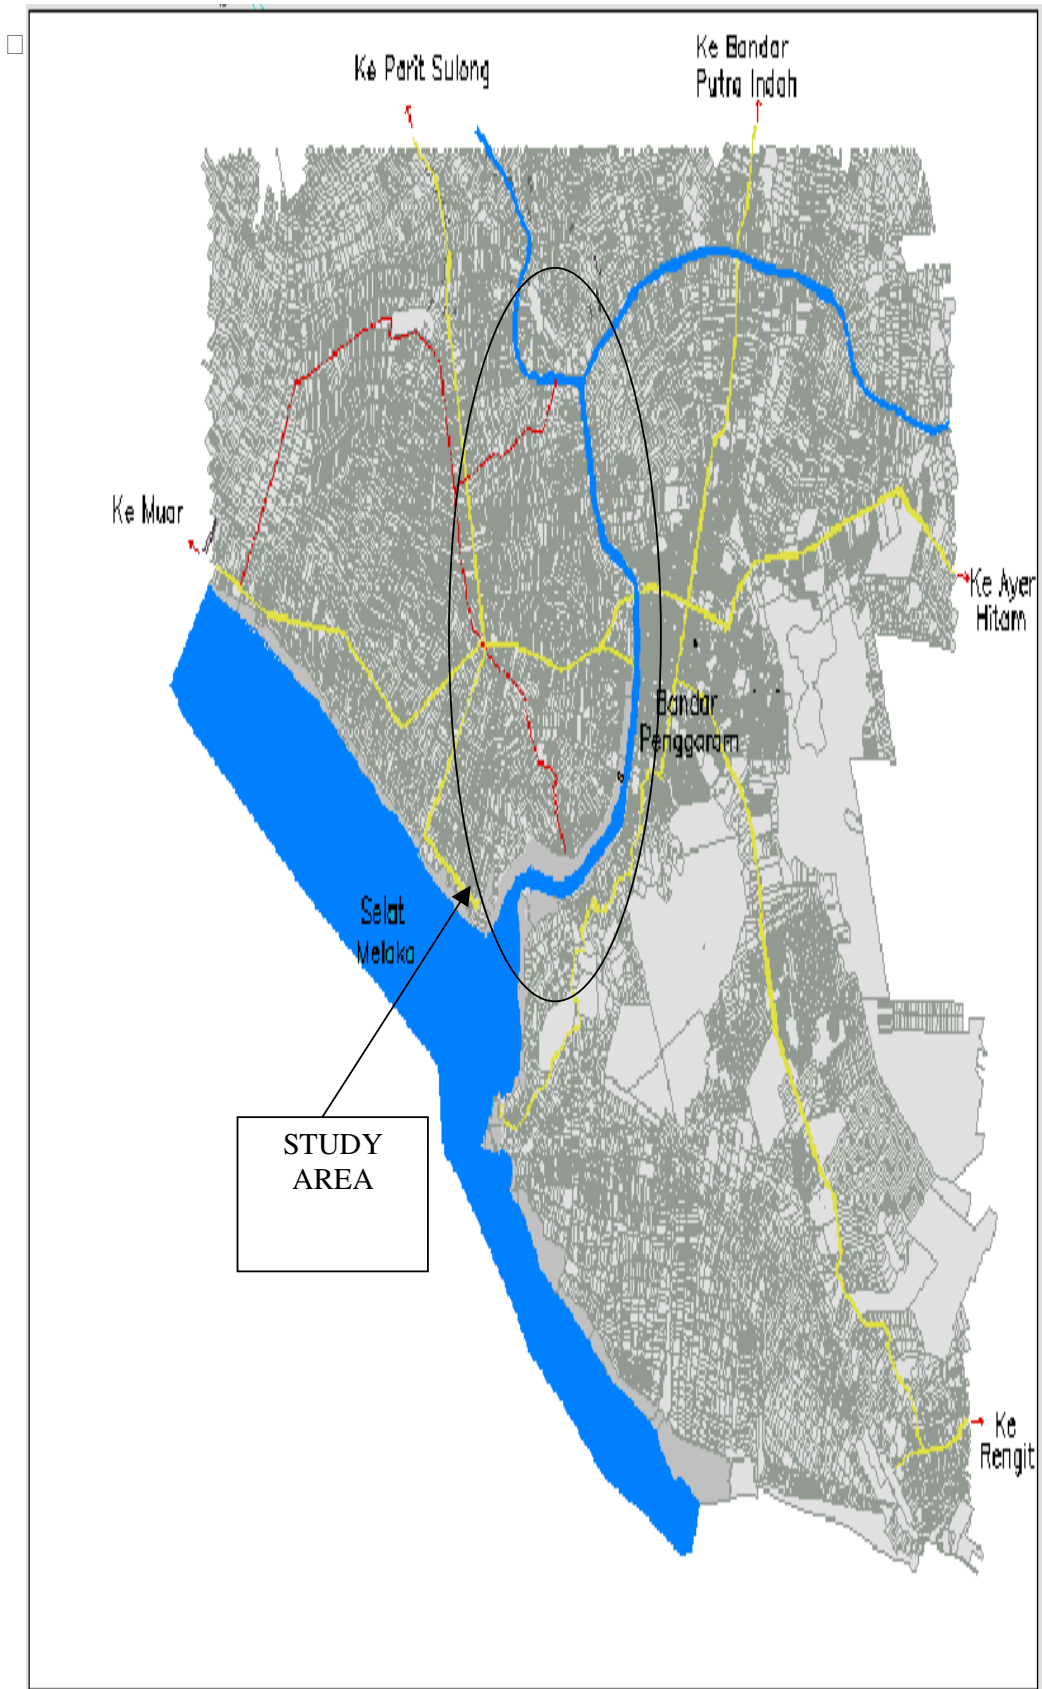 Ke Parit Sulong
Ke Bandar
Putra Indah
Ke Muar
Ke Ayer
Hitam
Bandar
Penggaram
Selat
Melaka
STUDY
AREA
Ke
Rengit